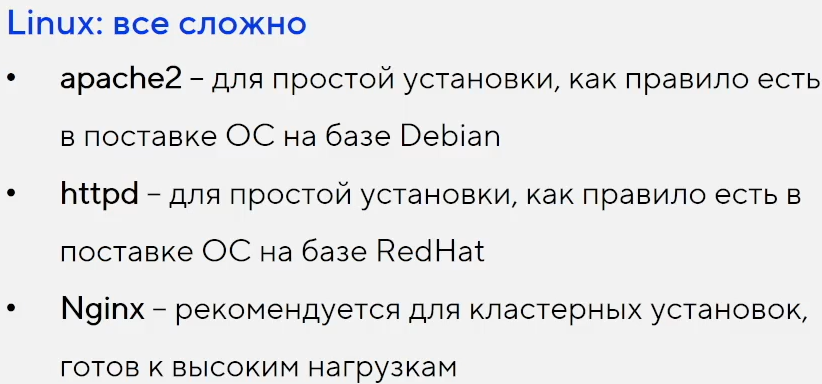 Linux: все сложно
• apache2 – для простой установки, как правило есть
в поставке ОС на базе Debian
• httpd – для простой установки, как правило есть в
поставке ОС на базе RedHat
• Nginx – рекомендуется для кластерных установок,
готов к высоким нагрузкам